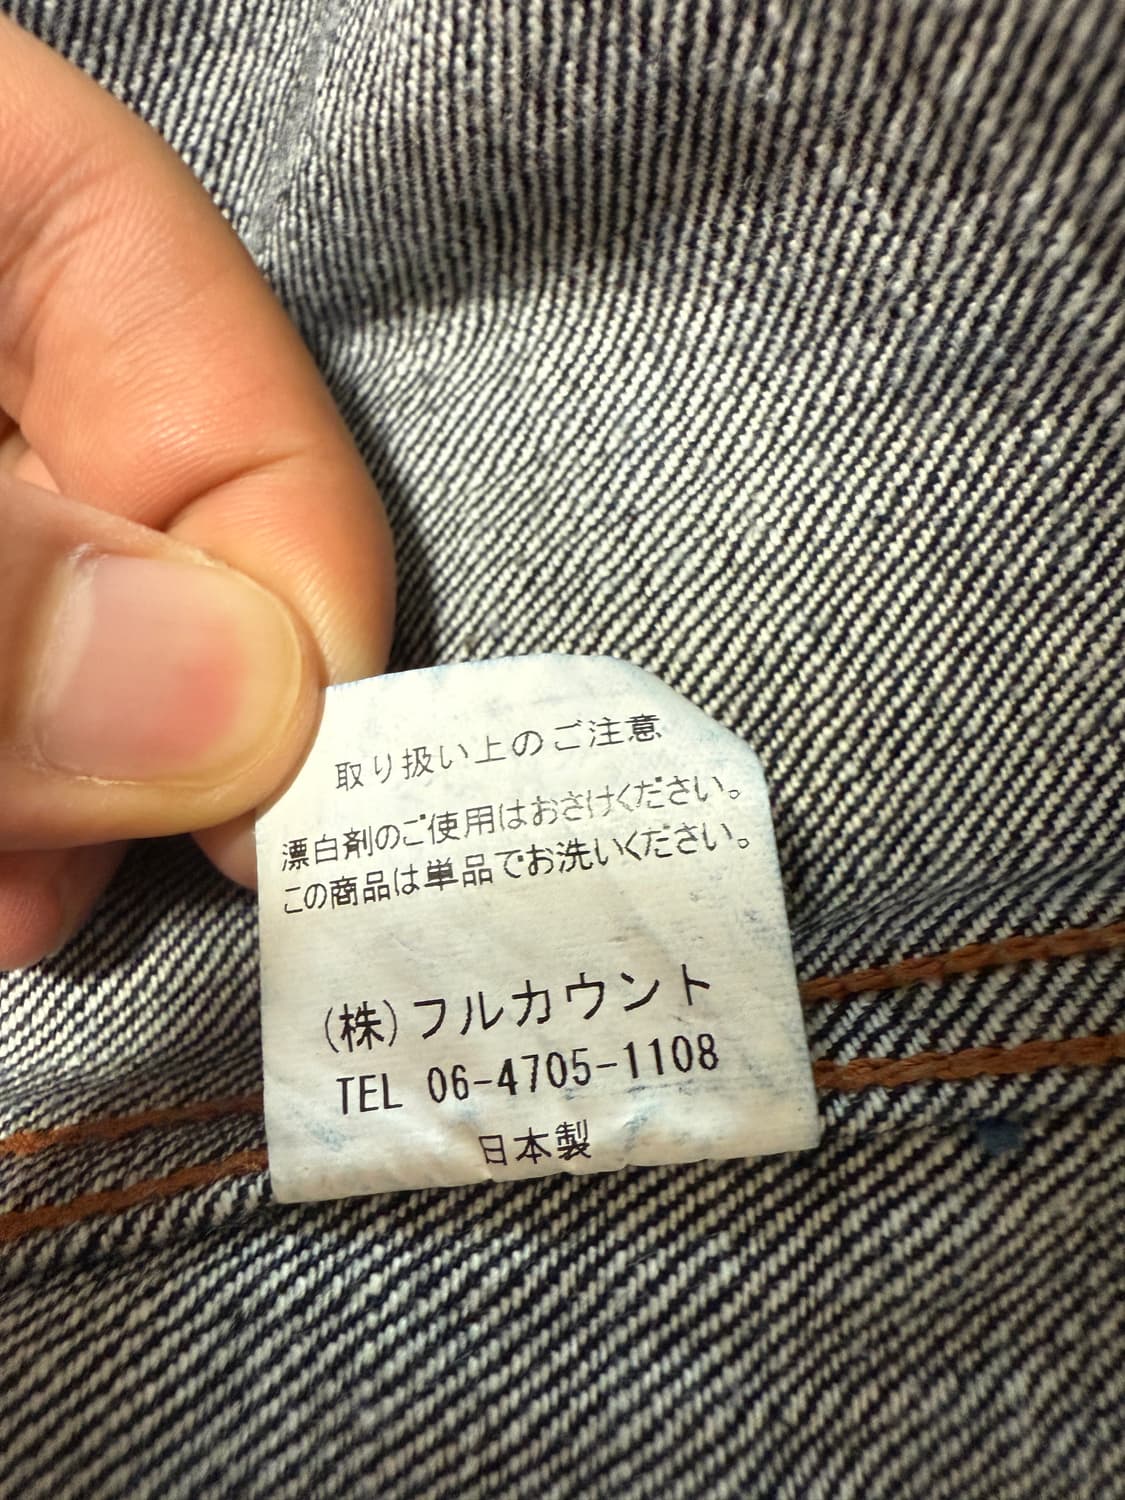 取り扱い上のご注意
漂白剤のご使用はおさけください。
この商品は単品でお洗いください。
(株)フルカウント
TEL 06-4705-1108
日本製